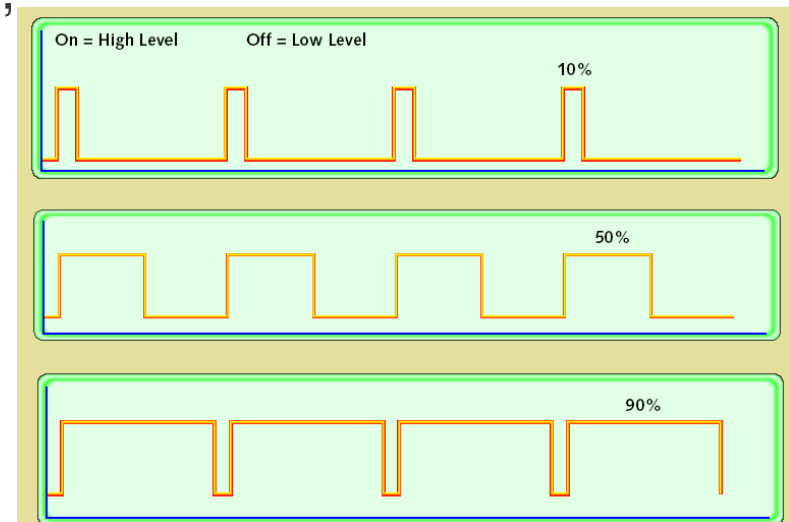 ,
On = High Level Off = Low Level
10%
50%
90%